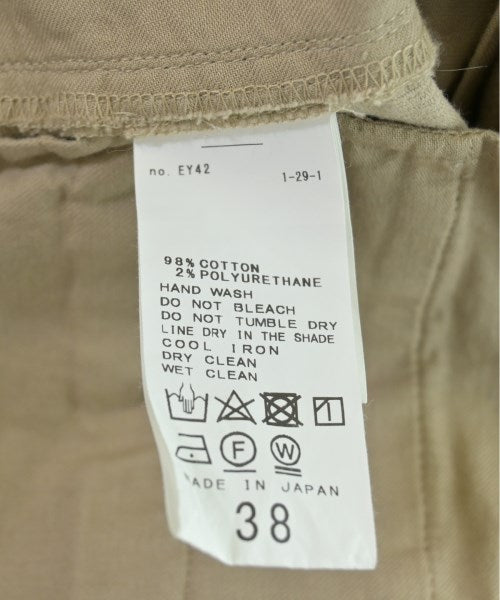 no. EY42 1-29-1
98% COTTON
2% POLYURETHANE
HAND WASH
DO NOT BLEACH
DO NOT TUMBLE DRY
LINE DRY IN THE SHADE
COOL IRON
DRY CLEAN
WET CLEAN
F W
MADE IN JAPAN
38